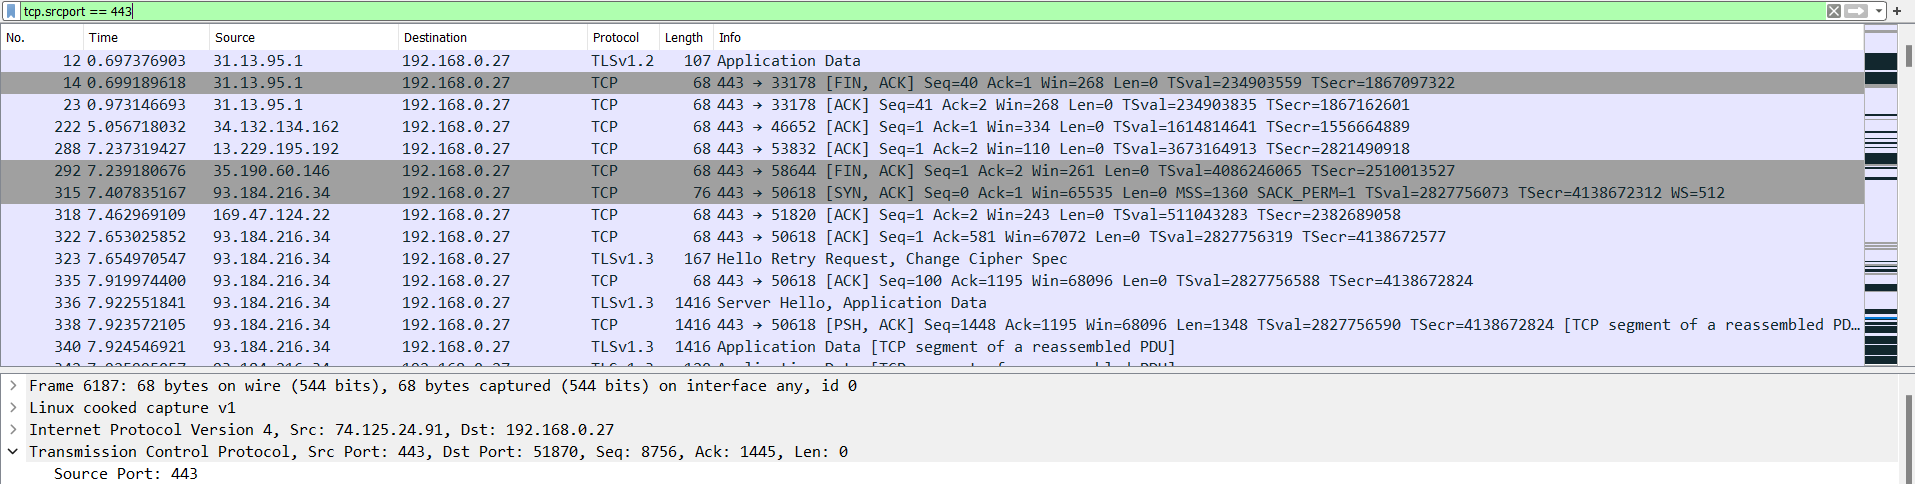 tcp.srcport == 443
No. Time Source Destination Protocol Length Info
12 0.697376903 31.13.95.1 192.168.0.27 TLSv1.2 107 Application Data
14 0.699189618 31.13.95.1 192.168.0.27 TCP 68 443 → 33178 [FIN, ACK] Seq=40 Ack=1 Win=268 Len=0 TSval=234903559 TSecr=1867097322
23 0.973146693 31.13.95.1 192.168.0.27 TCP 68 443 → 33178 [ACK] Seq=41 Ack=2 Win=268 Len=0 TSval=234903835 TSecr=1867162601
222 5.056718032 34.132.134.162 192.168.0.27 TCP 68 443 → 46652 [ACK] Seq=1 Ack=1 Win=334 Len=0 TSval=1614814641 TSecr=1556664889
288 7.237319427 13.229.195.192 192.168.0.27 TCP 68 443 → 53832 [ACK] Seq=1 Ack=2 Win=110 Len=0 TSval=3673164913 TSecr=2821490918
292 7.239180676 35.190.60.146 192.168.0.27 TCP 68 443 → 58644 [FIN, ACK] Seq=1 Ack=2 Win=261 Len=0 TSval=4086246065 TSecr=2510013527
315 7.407835167 93.184.216.34 192.168.0.27 TCP 76 443 → 50618 [SYN, ACK] Seq=0 Ack=1 Win=65535 Len=0 MSS=1360 SACK_PERM=1 TSval=2827756073 TSecr=4138672312 WS=512
318 7.462969109 169.47.124.22 192.168.0.27 TCP 68 443 → 51820 [ACK] Seq=1 Ack=2 Win=243 Len=0 TSval=511043283 TSecr=2382689058
322 7.653025852 93.184.216.34 192.168.0.27 TCP 68 443 → 50618 [ACK] Seq=1 Ack=581 Win=67072 Len=0 TSval=2827756319 TSecr=4138672577
323 7.654970547 93.184.216.34 192.168.0.27 TLSv1.3 167 Hello Retry Request, Change Cipher Spec
335 7.919974400 93.184.216.34 192.168.0.27 TCP 68 443 → 50618 [ACK] Seq=100 Ack=1195 Win=68096 Len=0 TSval=2827756588 TSecr=4138672824
336 7.922551841 93.184.216.34 192.168.0.27 TLSv1.3 1416 Server Hello, Application Data
338 7.923572105 93.184.216.34 192.168.0.27 TCP 1416 443 → 50618 [PSH, ACK] Seq=1448 Ack=1195 Win=68096 Len=1348 TSval=2827756590 TSecr=4138672824 [TCP segment of a reassembled PD…
340 7.924546921 93.184.216.34 192.168.0.27 TLSv1.3 1416 Application Data [TCP segment of a reassembled PDU]
Frame 6187: 68 bytes on wire (544 bits), 68 bytes captured (544 bits) on interface any, id 0
Linux cooked capture v1
Internet Protocol Version 4, Src: 74.125.24.91, Dst: 192.168.0.27
Transmission Control Protocol, Src Port: 443, Dst Port: 51870, Seq: 8756, Ack: 1445, Len: 0
Source Port: 443